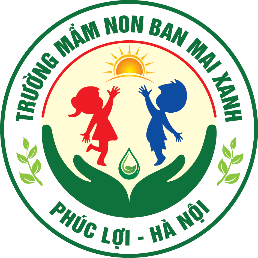 TRƯỜNG MẦM NON BAN MAI XANH
PHÚC LỢI - HÀ NỘI